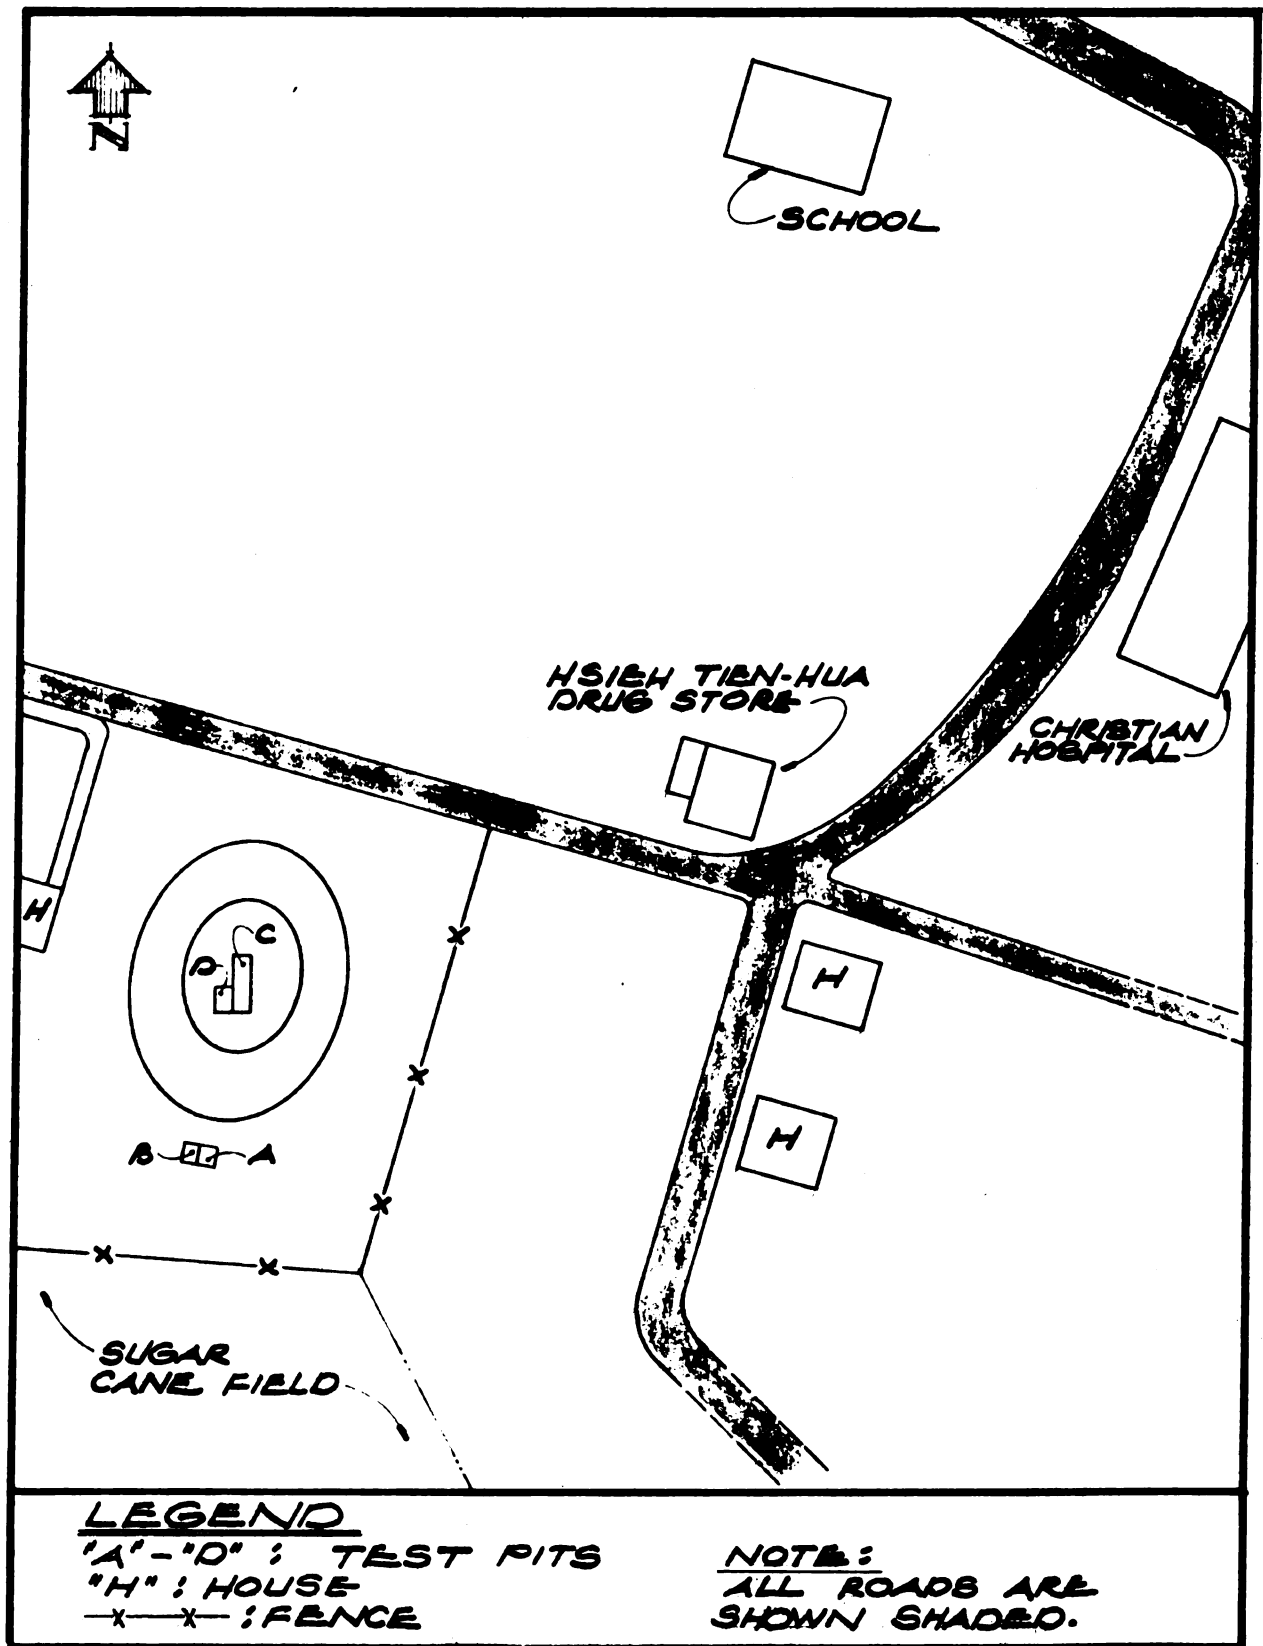 N
SCHOOL
HSIEH TIEN-HUA
DRUG STORE
CHRISTIAN
HOSPITAL
H
C
D
H
H
B
A
SUGAR
CANE FIELD
LEGEND
"A"-"D" : TEST PITS
"H" : HOUSE
—x—x— : FENCE
NOTE:
ALL ROADS ARE
SHOWN SHADED.